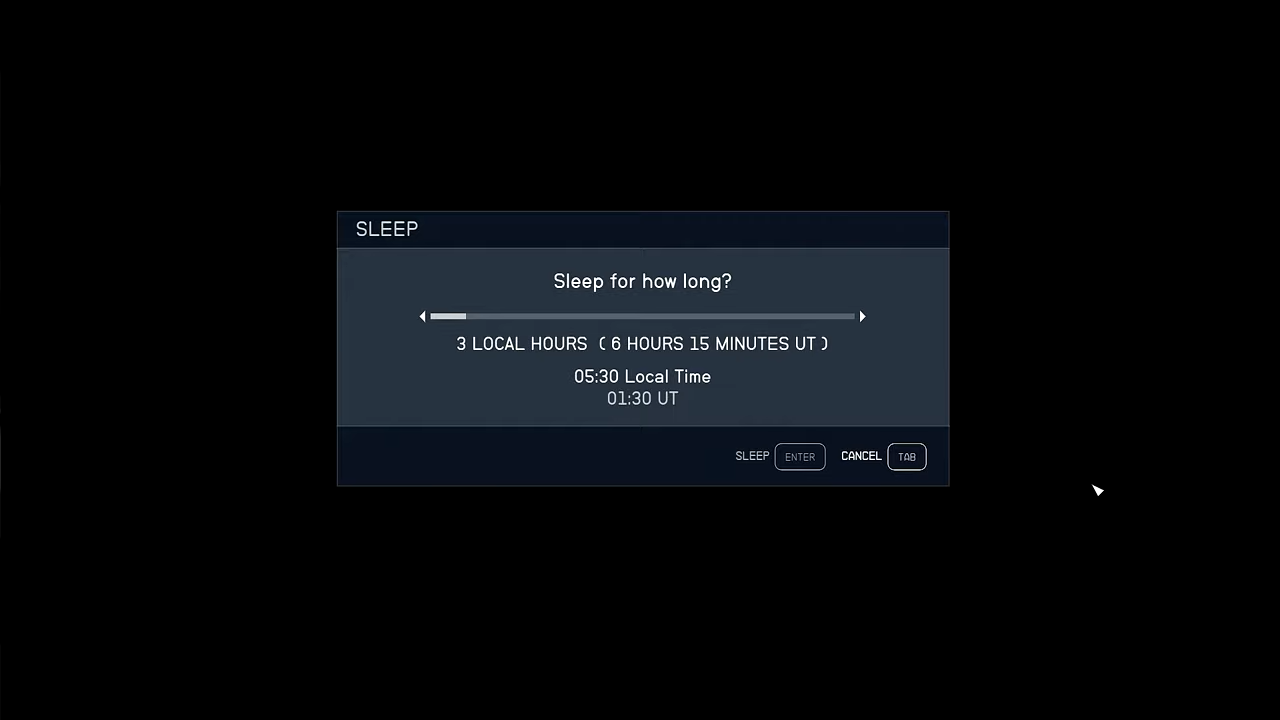 SLEEP
Sleep for how long?
3 LOCAL HOURS ( 6 HOURS 15 MINUTES UT )
05:30 Local Time
01:30 UT
SLEEP ENTER CANCEL TAB